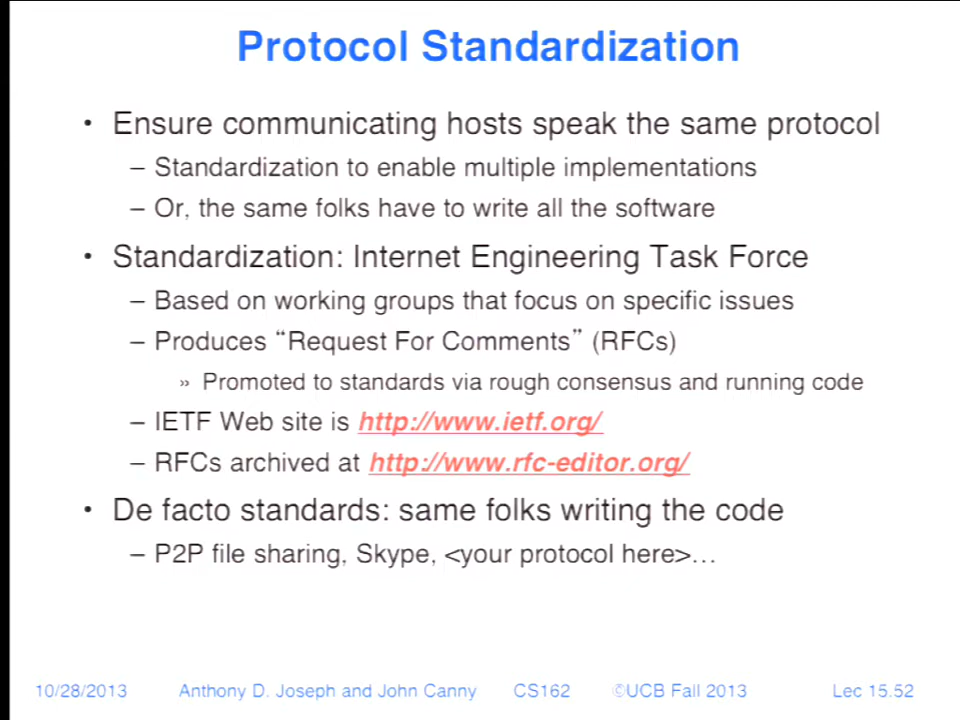 Protocol Standardization
• Ensure communicating hosts speak the same protocol
– Standardization to enable multiple implementations
– Or, the same folks have to write all the software
• Standardization: Internet Engineering Task Force
– Based on working groups that focus on specific issues
– Produces “Request For Comments” (RFCs)
» Promoted to standards via rough consensus and running code
– IETF Web site is http://www.ietf.org/
– RFCs archived at http://www.rfc-editor.org/
• De facto standards: same folks writing the code
– P2P file sharing, Skype, <your protocol here>…
10/28/2013 Anthony D. Joseph and John Canny CS162 ©UCB Fall 2013 Lec 15.52